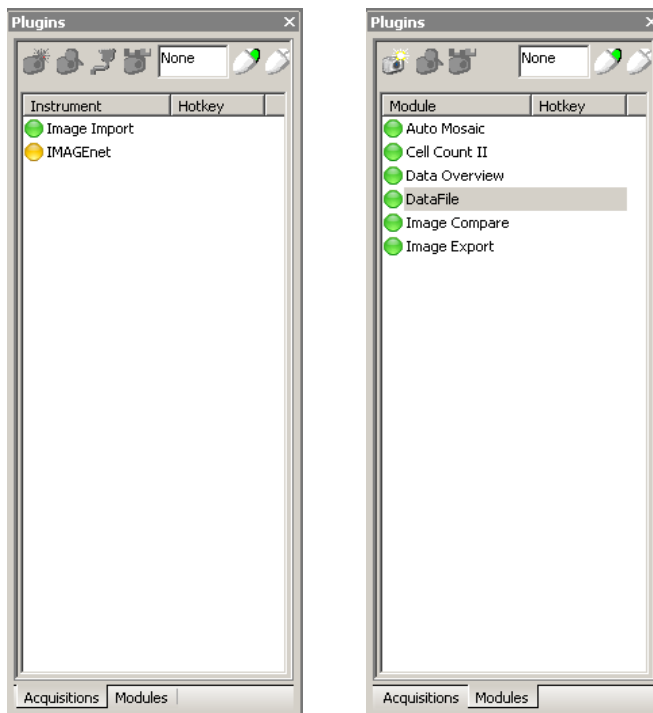 Plugins
None
Instrument Hotkey
Image Import
IMAGEnet
Acquisitions Modules
Plugins
None
Module Hotkey
Auto Mosaic
Cell Count II
Data Overview
DataFile
Image Compare
Image Export
Acquisitions Modules